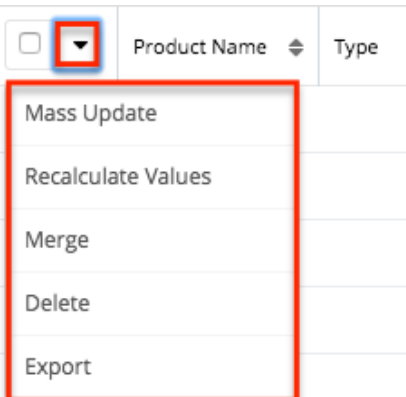 Product Name Type
Mass Update
Recalculate Values
Merge
Delete
Export